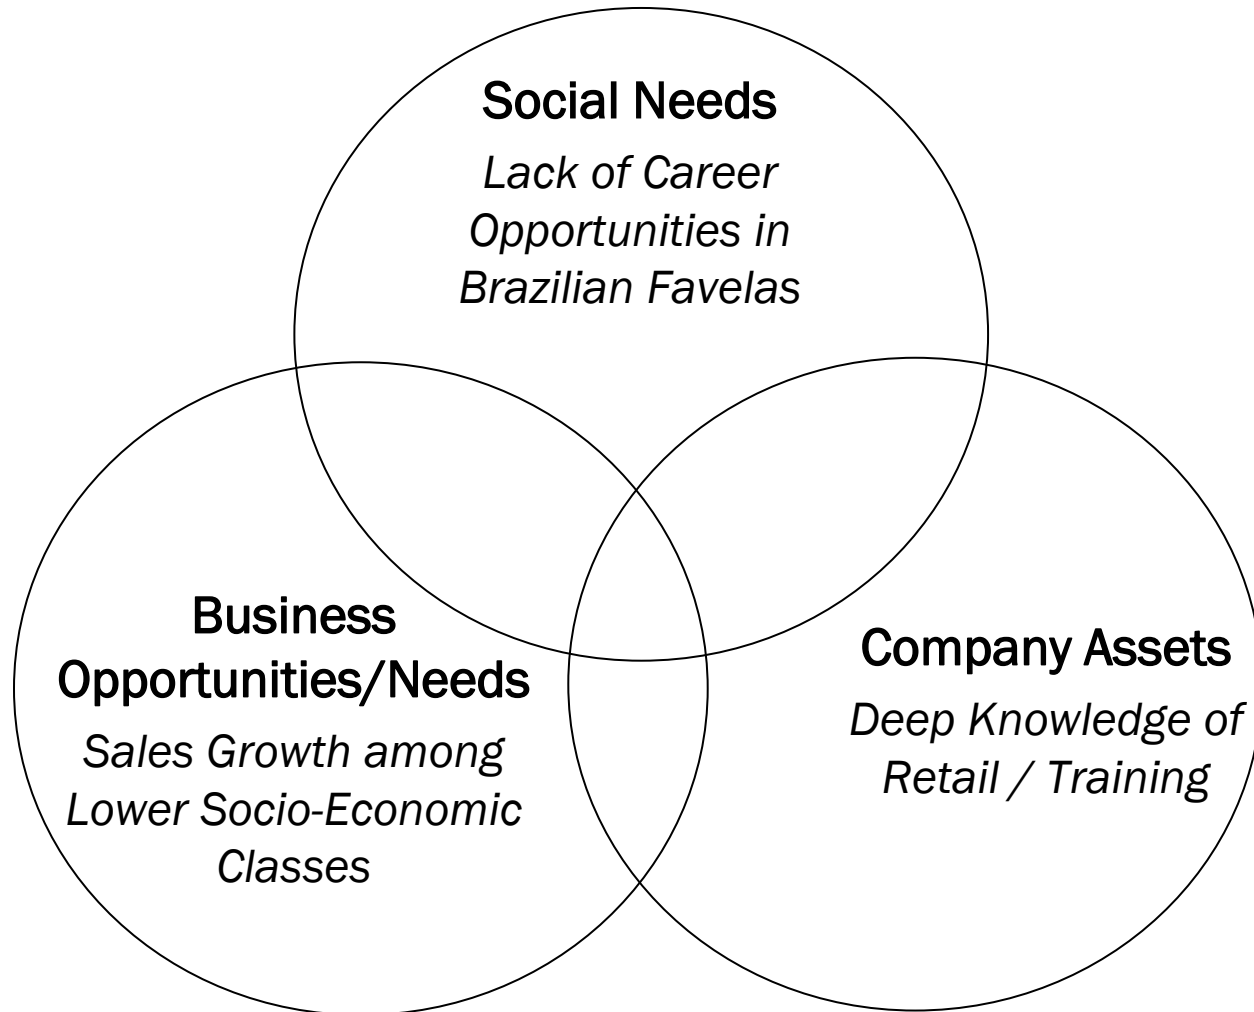 Social Needs
Lack of Career
Opportunities in
Brazilian Favelas
Business
Opportunities/Needs
Sales Growth among
Lower Socio-Economic
Classes
Company Assets
Deep Knowledge of
Retail / Training